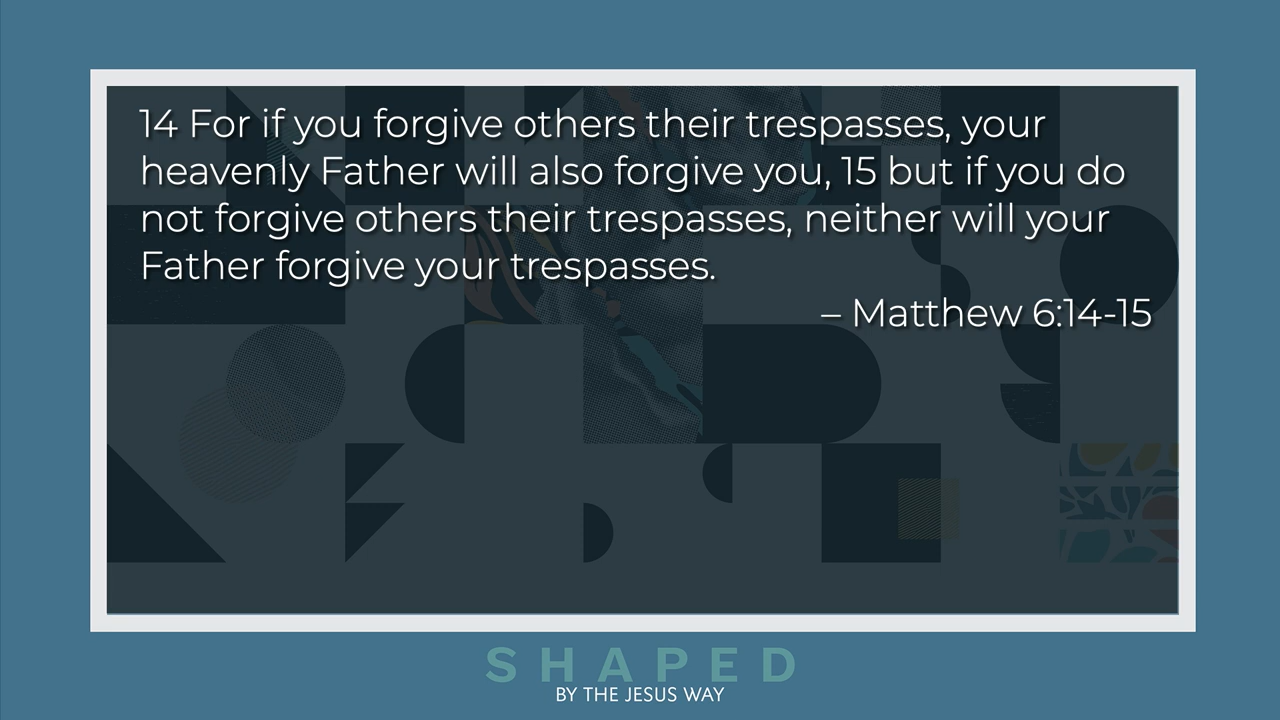 14 For if you forgive others their trespasses, your
heavenly Father will also forgive you, 15 but if you do
not forgive others their trespasses, neither will your
Father forgive your trespasses.
– Matthew 6:14-15
SHAPED
BY THE JESUS WAY